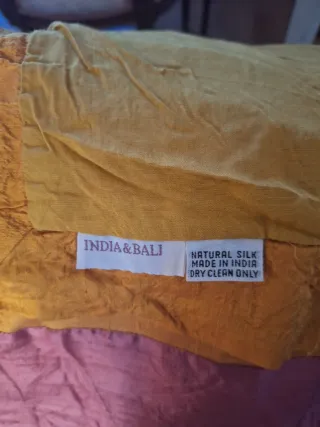 INDIA&BALI
NATURAL SILK
MADE IN INDIA
DRY CLEAN ONLY